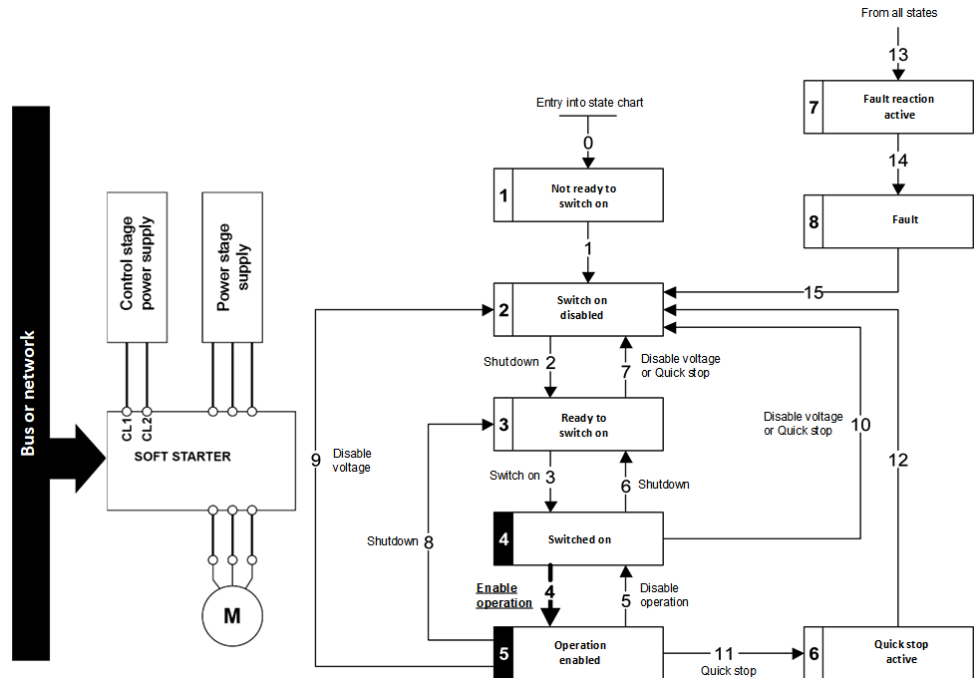 Bus or network
Control stage
power supply
Power stage
supply
CL1
CL2
SOFT STARTER
M
Entry into state chart
0
1
Not ready to
switch on
1
2
Switch on
disabled
Shutdown
2
7
Disable voltage
or Quick stop
3
Ready to
switch on
Switch on
3
6
Shutdown
4
Switched on
Enable
operation
4
5
Disable
operation
5
Operation
enabled
9
Disable
voltage
Shutdown
8
11
Quick stop
6
Quick stop
active
Disable voltage
or Quick stop
10
12
From all states
13
7
Fault reaction
active
14
8
Fault
15